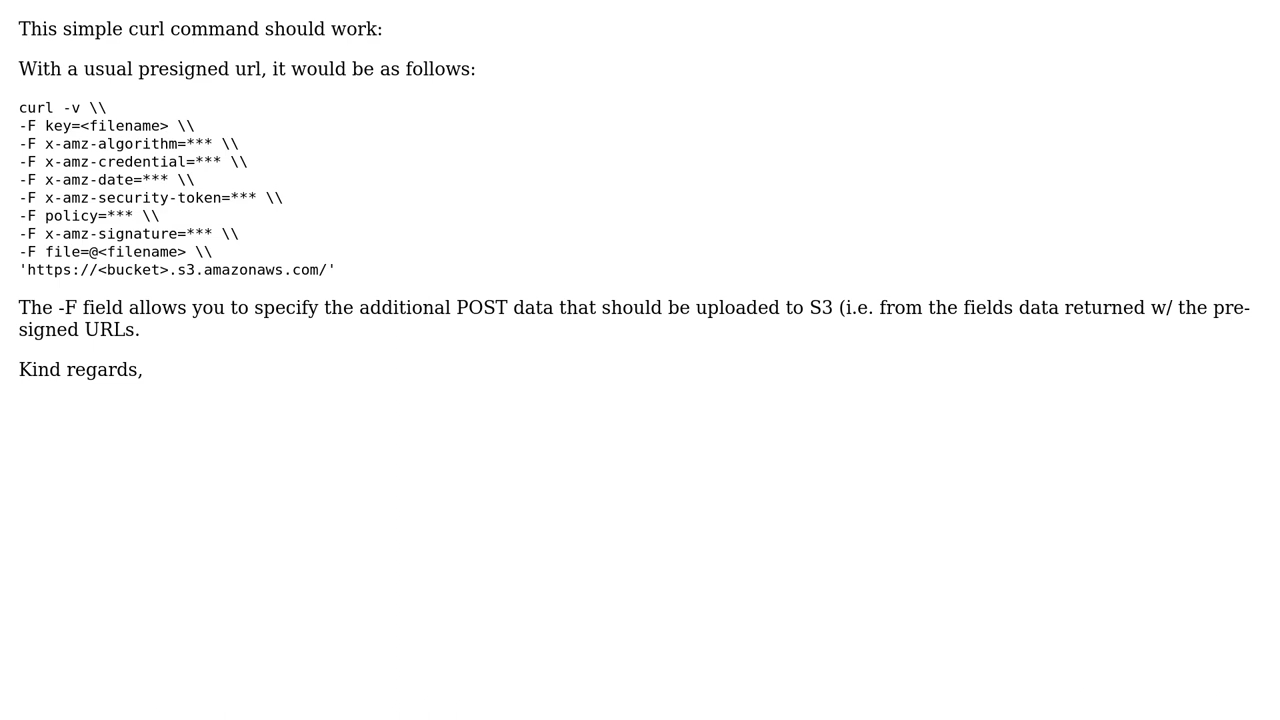 This simple curl command should work:
With a usual presigned url, it would be as follows:
curl -v \\
-F key=<filename> \\
-F x-amz-algorithm=*** \\
-F x-amz-credential=*** \\
-F x-amz-date=*** \\
-F x-amz-security-token=*** \\
-F policy=*** \\
-F x-amz-signature=*** \\
-F file=@<filename> \\
'https://<bucket>.s3.amazonaws.com/'
The -F field allows you to specify the additional POST data that should be uploaded to S3 (i.e. from the fields data returned w/ the pre-
signed URLs.
Kind regards,